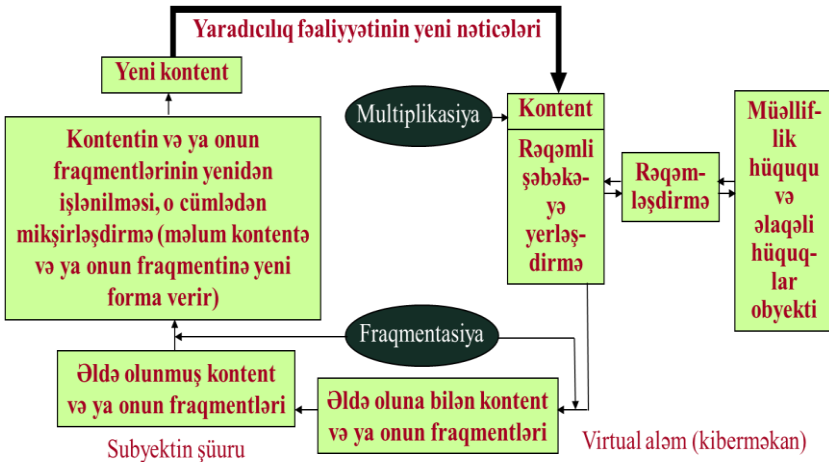 Yaradıcılıq fəaliyyətinin yeni nəticələri
Yeni kontent
Kontentin və ya onun
fraqmentlərinin yenidən
işlənilməsi, o cümlədən
mikşirləşdirmə (məlum kontentə
və ya onun fraqmentinə yeni
forma verir)
Multiplikasiya
Kontent
Rəqəmli
şəbəkə-
yə
yerləş-
dirmə
Rəqəm-
ləşdirmə
Müəllif-
lik
hüququ
və
əlaqəli
hüquq-
lar
obyekti
Fraqmentasiya
Əldə olunmuş kontent
və ya onun fraqmentləri
Əldə oluna bilən kontent
və ya onun fraqmentləri
Subyektin şüuru
Virtual aləm (kiberməkan)